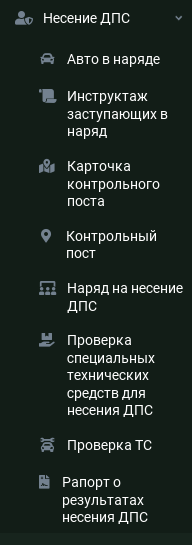 Несение ДПС
Авто в наряде
Инструктаж
заступающих в
наряд
Карточка
контрольного
поста
Контрольный
пост
Наряд на несение
ДПС
Проверка
специальных
технических
средств для
несения ДПС
Проверка ТС
Рапорт о
результатах
несения ДПС